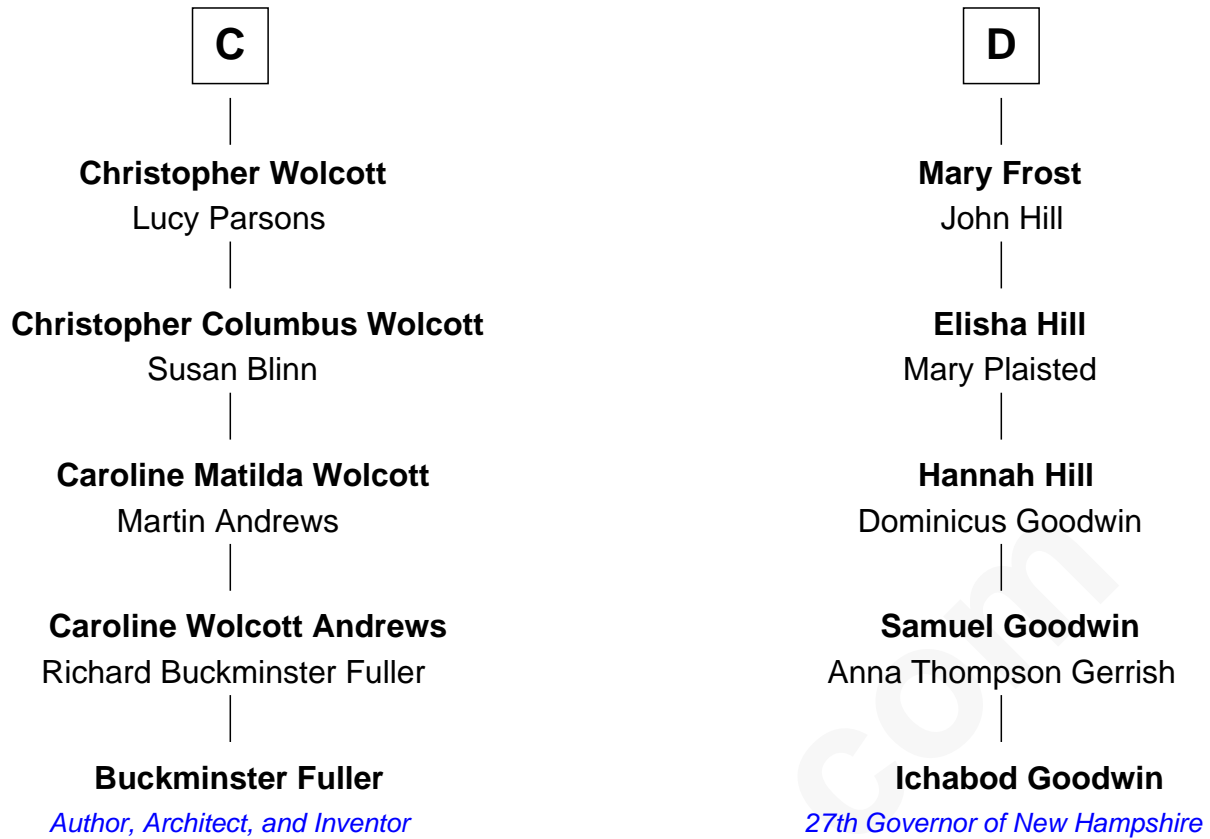 C
Christopher Wolcott
Lucy Parsons
Christopher Columbus Wolcott
Susan Blinn
Caroline Matilda Wolcott
Martin Andrews
Caroline Wolcott Andrews
Richard Buckminster Fuller
Buckminster Fuller
Author, Architect, and Inventor
D
Mary Frost
John Hill
Elisha Hill
Mary Plaisted
Hannah Hill
Dominicus Goodwin
Samuel Goodwin
Anna Thompson Gerrish
Ichabod Goodwin
27th Governor of New Hampshire
com